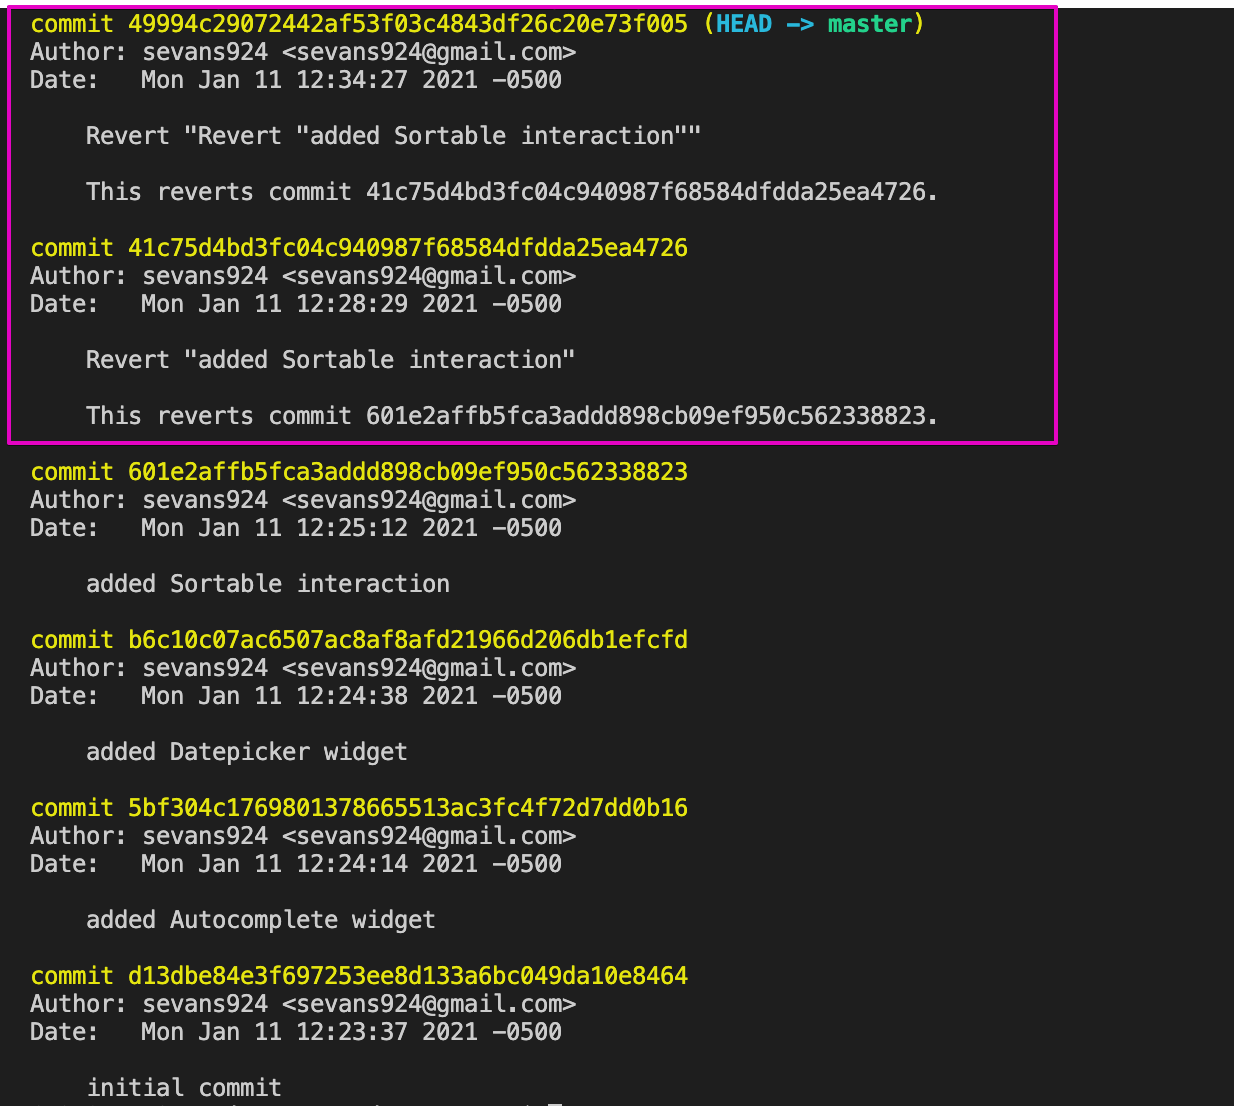 commit 49994c29072442af53f03c4843df26c20e73f005 (HEAD -> master)
Author: sevans924 <sevans924@gmail.com>
Date:   Mon Jan 11 12:34:27 2021 -0500
Revert "Revert "added Sortable interaction""
This reverts commit 41c75d4bd3fc04c940987f68584dfdda25ea4726.
commit 41c75d4bd3fc04c940987f68584dfdda25ea4726
Author: sevans924 <sevans924@gmail.com>
Date:   Mon Jan 11 12:28:29 2021 -0500
Revert "added Sortable interaction"
This reverts commit 601e2affb5fca3addd898cb09ef950c562338823.
commit 601e2affb5fca3addd898cb09ef950c562338823
Author: sevans924 <sevans924@gmail.com>
Date:   Mon Jan 11 12:25:12 2021 -0500
added Sortable interaction
commit b6c10c07ac6507ac8af8afd21966d206db1efcfd
Author: sevans924 <sevans924@gmail.com>
Date:   Mon Jan 11 12:24:38 2021 -0500
added Datepicker widget
commit 5bf304c1769801378665513ac3fc4f72d7dd0b16
Author: sevans924 <sevans924@gmail.com>
Date:   Mon Jan 11 12:24:14 2021 -0500
added Autocomplete widget
commit d13dbe84e3f697253ee8d133a6bc049da10e8464
Author: sevans924 <sevans924@gmail.com>
Date:   Mon Jan 11 12:23:37 2021 -0500
initial commit